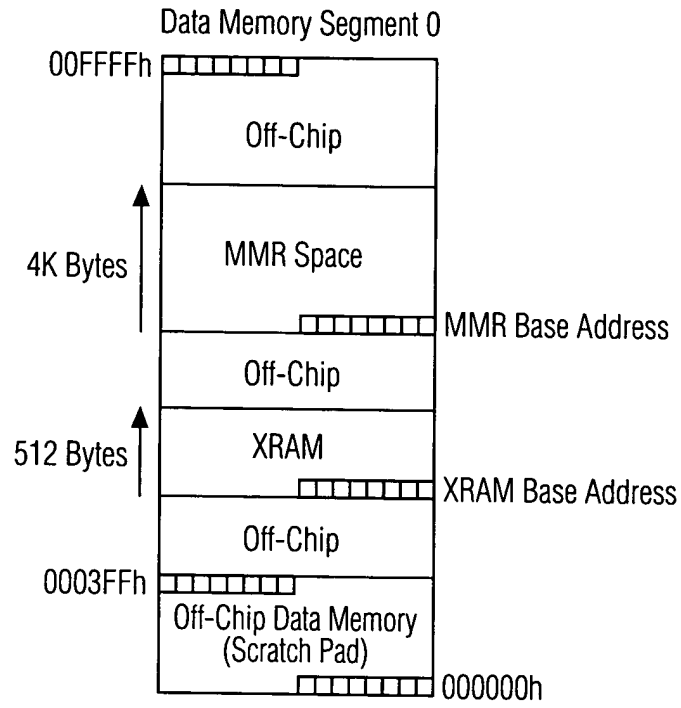 Data Memory Segment 0
00FFFFh
Off-Chip
4K Bytes
MMR Space
MMR Base Address
Off-Chip
512 Bytes
XRAM
XRAM Base Address
Off-Chip
0003FFh
Off-Chip Data Memory
(Scratch Pad)
000000h